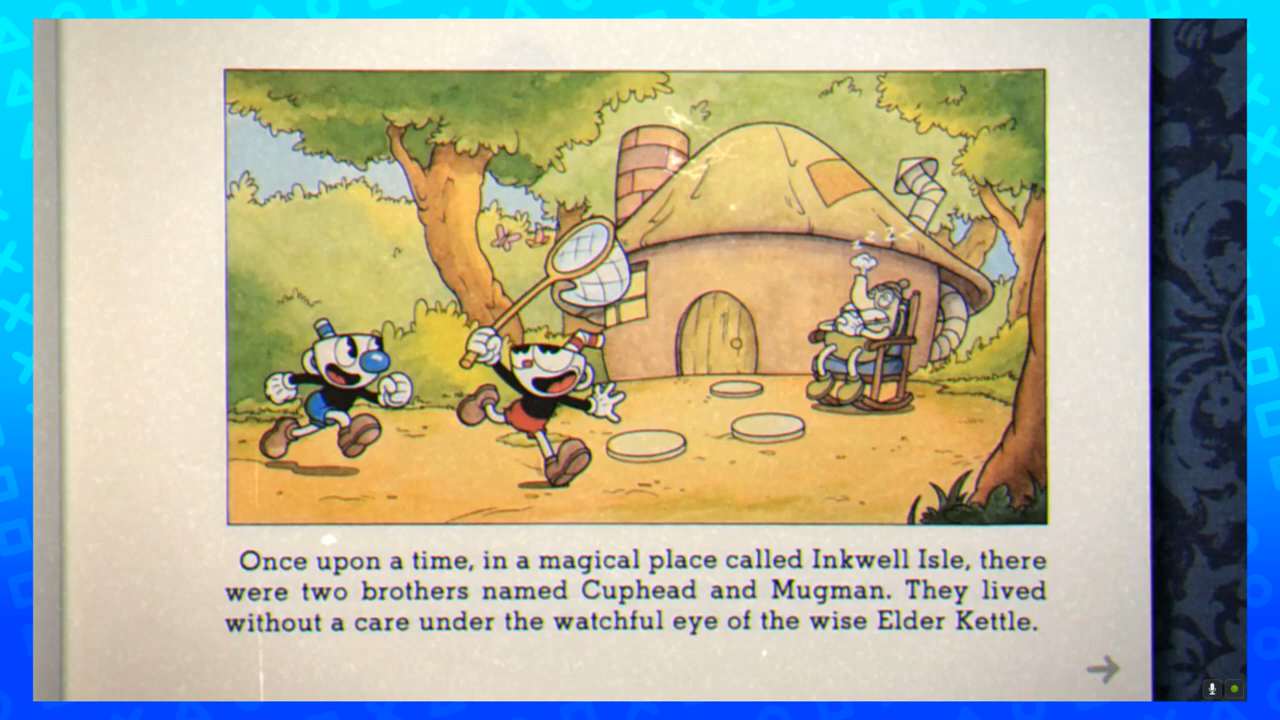 z z z z
Once upon a time, in a magical place called Inkwell Isle, there
were two brothers named Cuphead and Mugman. They lived
without a care under the watchful eye of the wise Elder Kettle.